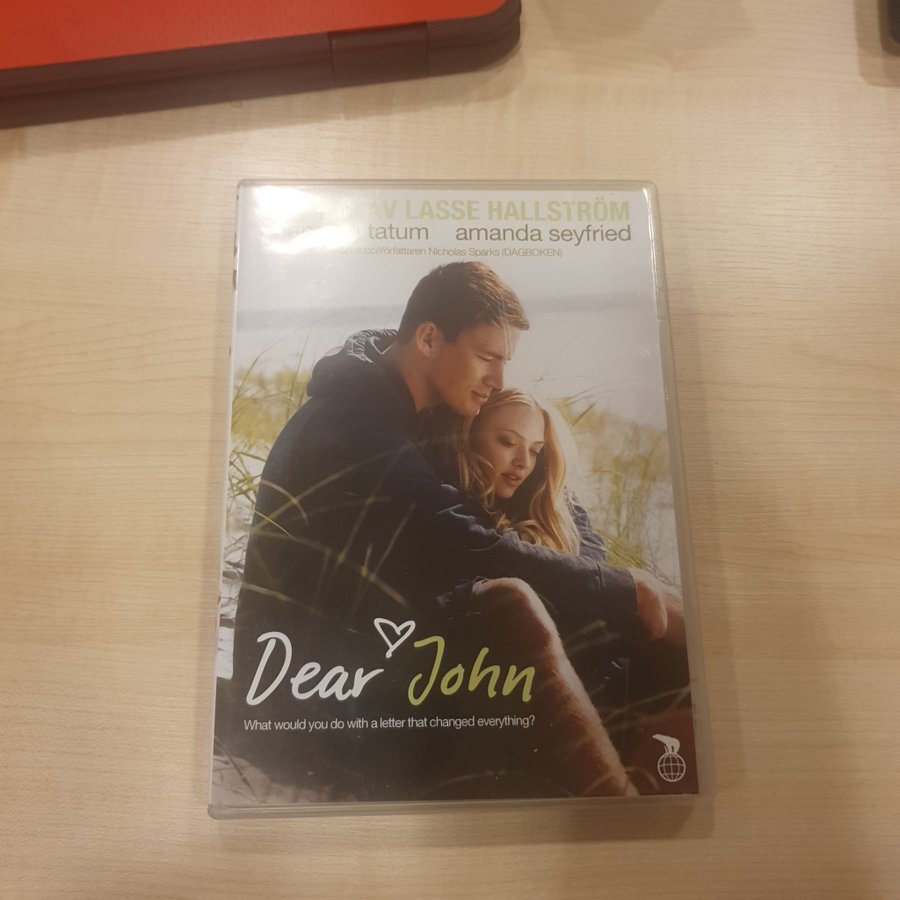 AV LASSE HALLSTRÖM
tatum amanda seyfried
Nicholas Sparks (DAGBOKEN)
Dear John
What would you do with a letter that changed everything?